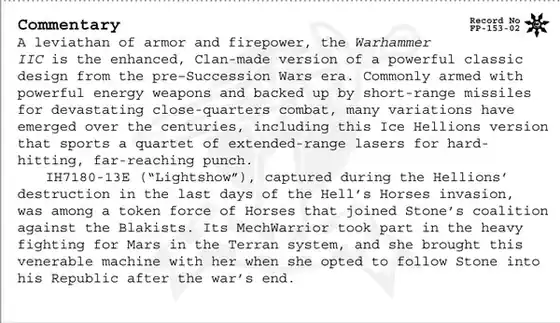 Commentary
Record No
FP-153-02
A leviathan of armor and firepower, the Warhammer
IIC is the enhanced, Clan-made version of a powerful classic
design from the pre-Succession Wars era. Commonly armed with
powerful energy weapons and backed up by short-range missiles
for devastating close-quarters combat, many variations have
emerged over the centuries, including this Ice Hellions version
that sports a quartet of extended-range lasers for hard-
hitting, far-reaching punch.
IH7180-13E (“Lightshow”), captured during the Hellions’
destruction in the last days of the Hell’s Horses invasion,
was among a token force of Horses that joined Stone’s coalition
against the Blakists. Its MechWarrior took part in the heavy
fighting for Mars in the Terran system, and she brought this
venerable machine with her when she opted to follow Stone into
his Republic after the war’s end.